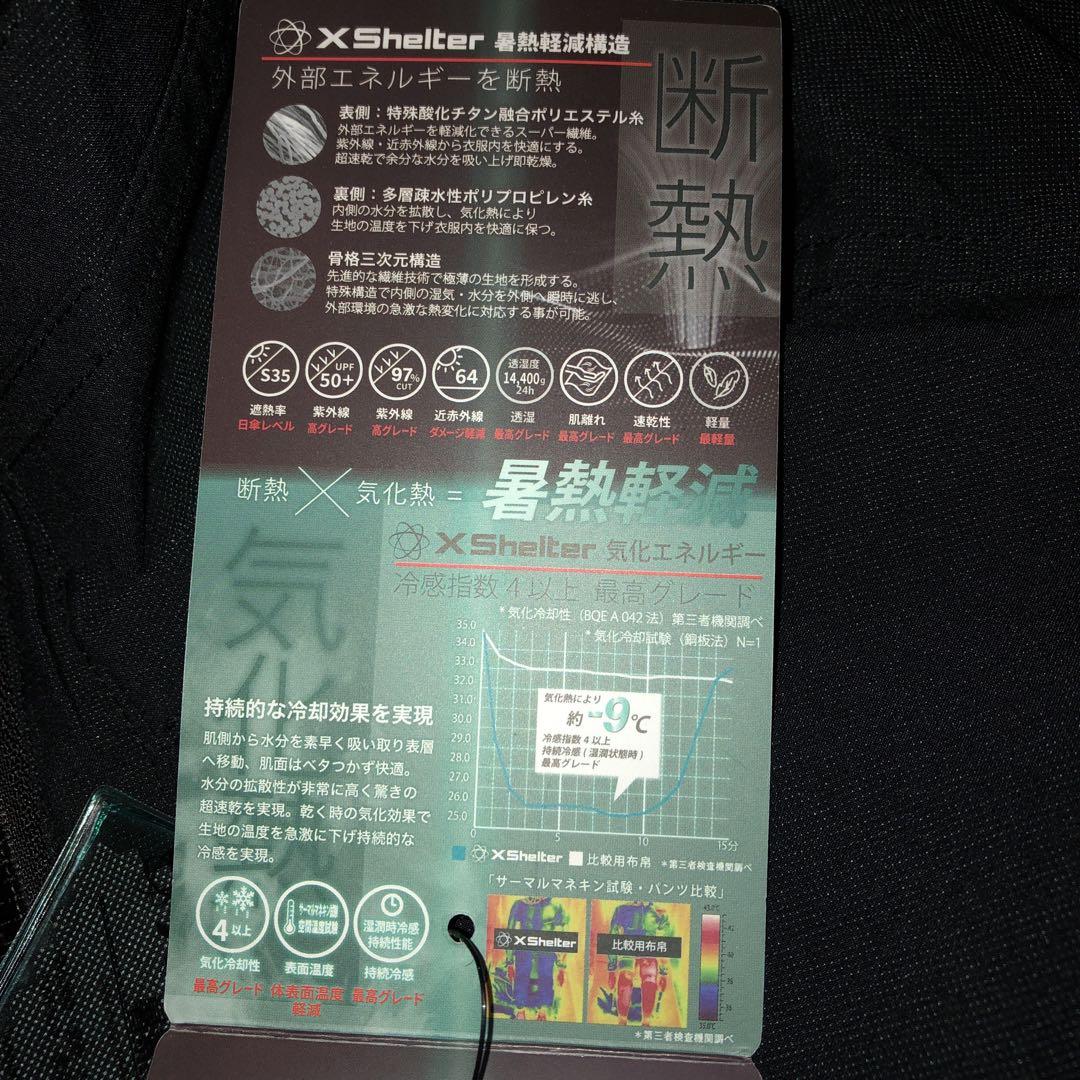 XShelter 暑熱軽減構造
外部エネルギーを断熱
断熱
表側：特殊酸化チタン融合ポリエステル糸
外部エネルギーを軽減化できるスーパー繊維。
紫外線・近赤外線から衣服内を快適にする。
超速乾で余分な水分を吸い上げ即乾燥。
裏側：多層疎水性ポリプロピレン糸
内側の水分を拡散し、気化熱により
生地の温度を下げ衣服内を快適に保つ。
骨格三次元構造
先進的な繊維技術で極薄の生地を形成する。
特殊構造で内側の湿気・水分を外側へ瞬時に逃し、
外部環境の急激な熱変化に対応する事が可能。
S35
遮熱率
日傘レベル
UPF
50+
紫外線
高グレード
97%
CUT
紫外線
高グレード
64
近赤外線
ダメージ軽減
透湿度
14,400g
24h
透湿
最高グレード
肌離れ
最高グレード
速乾性
最高グレード
軽量
最軽量
断熱 × 気化熱 = 暑熱軽減
気化熱
XShelter 気化エネルギー
冷感指数4以上 最高グレード
*気化冷却性（BQE A 042 法）第三者機関調べ
*気化冷却試験（銅板法）N=1
35.0
34.0
33.0
32.0
31.0
30.0
29.0
28.0
27.0
26.0
25.0
0 5 10 15分
気化熱により
約-9℃
冷感指数4以上
持続冷感（湿潤状態時）
最高グレード
XShelter 比較用布帛 *第三者検査機関調べ
持続的な冷却効果を実現
肌側から水分を素早く吸い取り表層
へ移動、肌面はベタつかず快適。
水分の拡散性が非常に高く驚きの
超速乾を実現。乾く時の気化効果で
生地の温度を急激に下げ持続的な
冷感を実現。
4以上
気化冷却性
最高グレード
サーマルマネキン試験
空間温度試験
表面温度
体表面温度
軽減
湿潤時冷感
持続性能
持続冷感
最高グレード
「サーマルマネキン試験・パンツ比較」
XShelter
比較用布帛
35.0℃
*第三者検査機関調べ